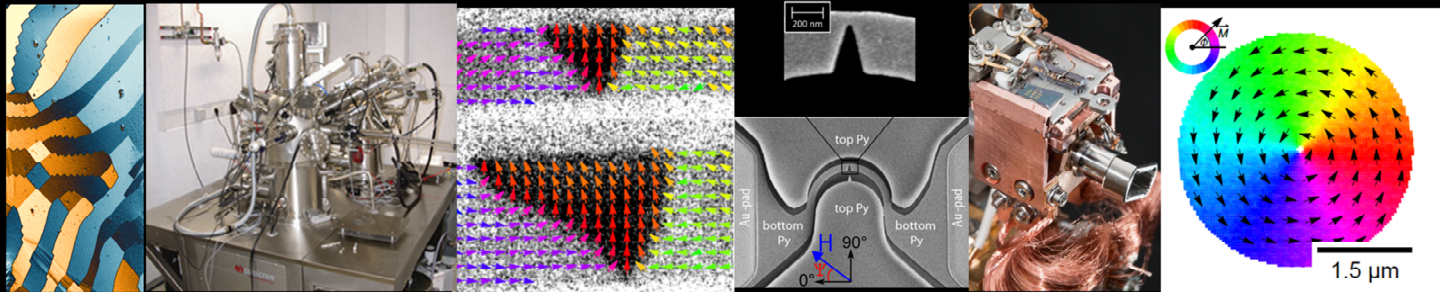 200 nm
top Py
top Py
Au pad
bottom
Py
bottom
Py
Au pad
H
90°
Ψ
0°
M
ϕ
1.5 µm